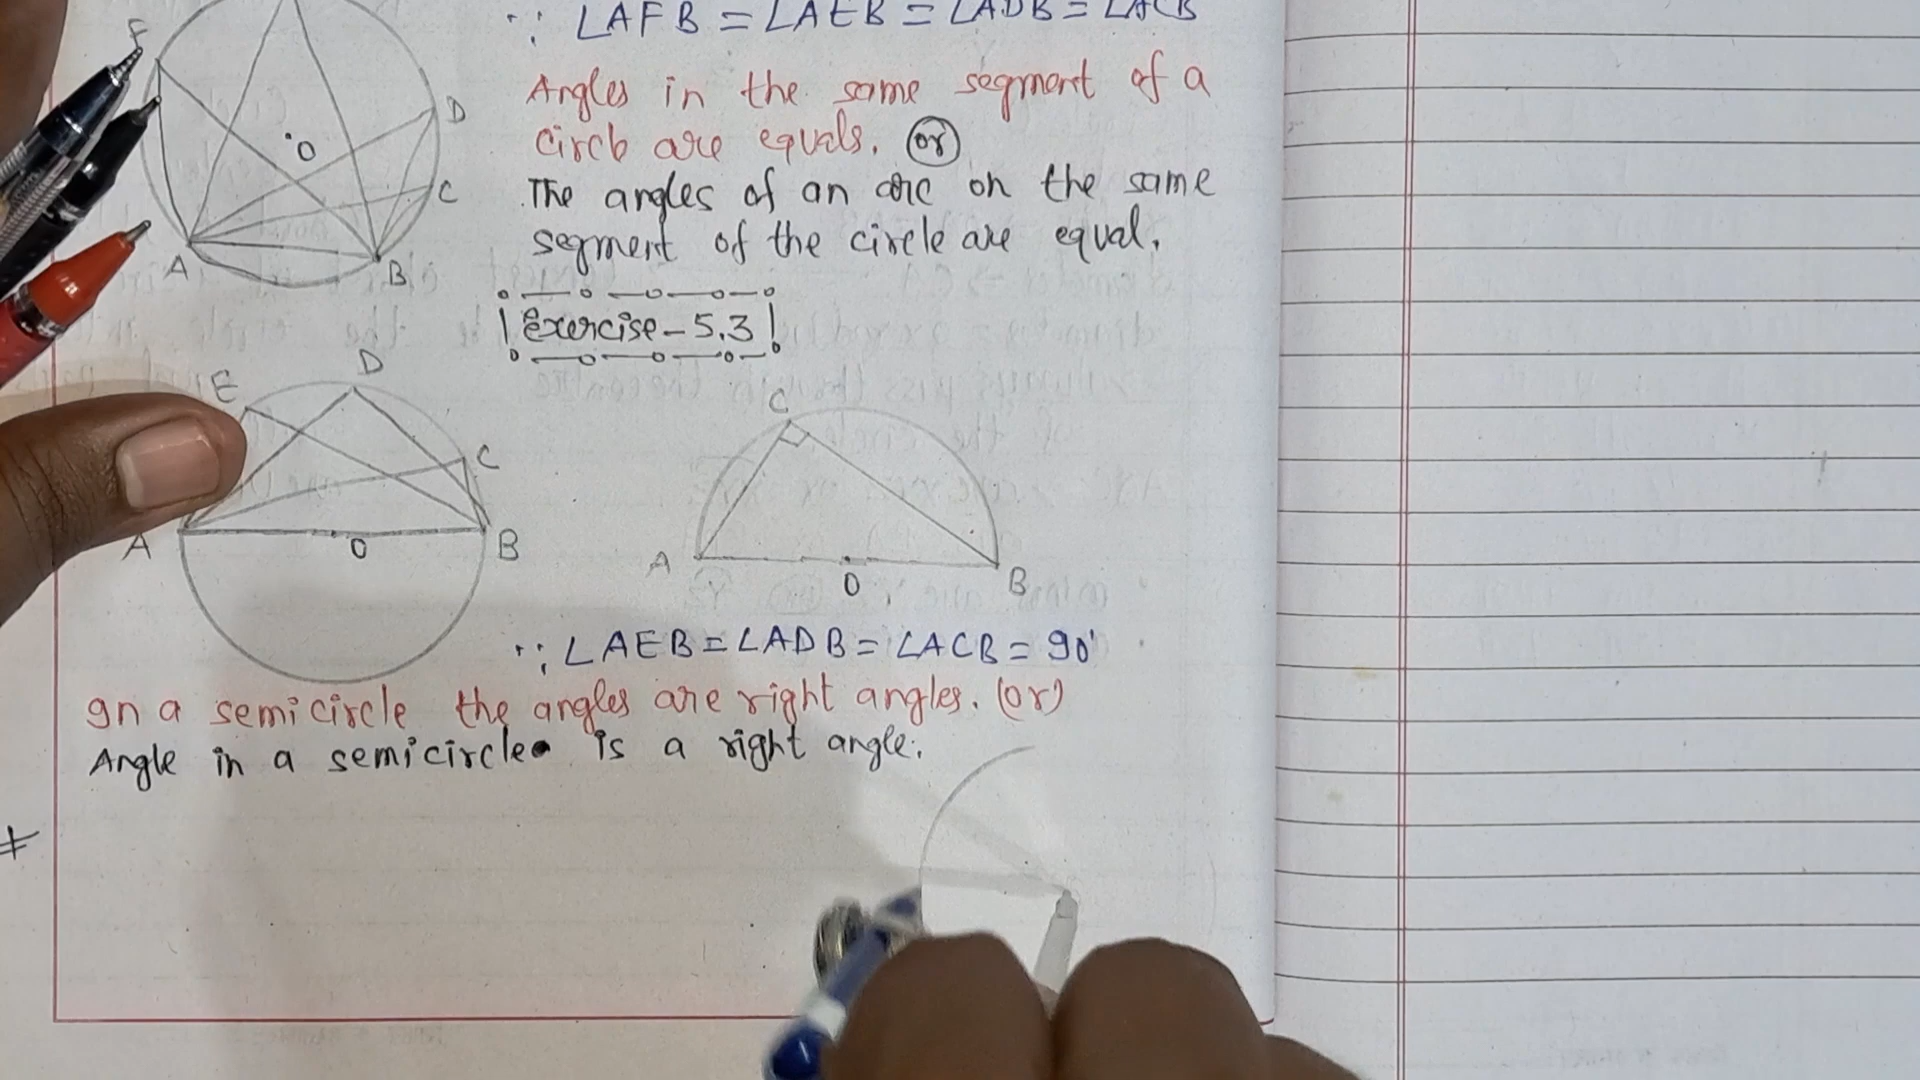 ∵ ∠AFB = ∠AEB = ∠ADB = ∠ACB
Angles in the same segment of a
circle are equals. (or)
The angles of an arc on the same
segment of the circle are equal.
F
D
O
C
A
B
exercise - 5.3
E
D
C
A
O
B
C
A
O
B
∵ ∠AEB = ∠ADB = ∠ACB = 90°
In a semicircle the angles are right angles. (or)
Angle in a semicircle is a right angle.